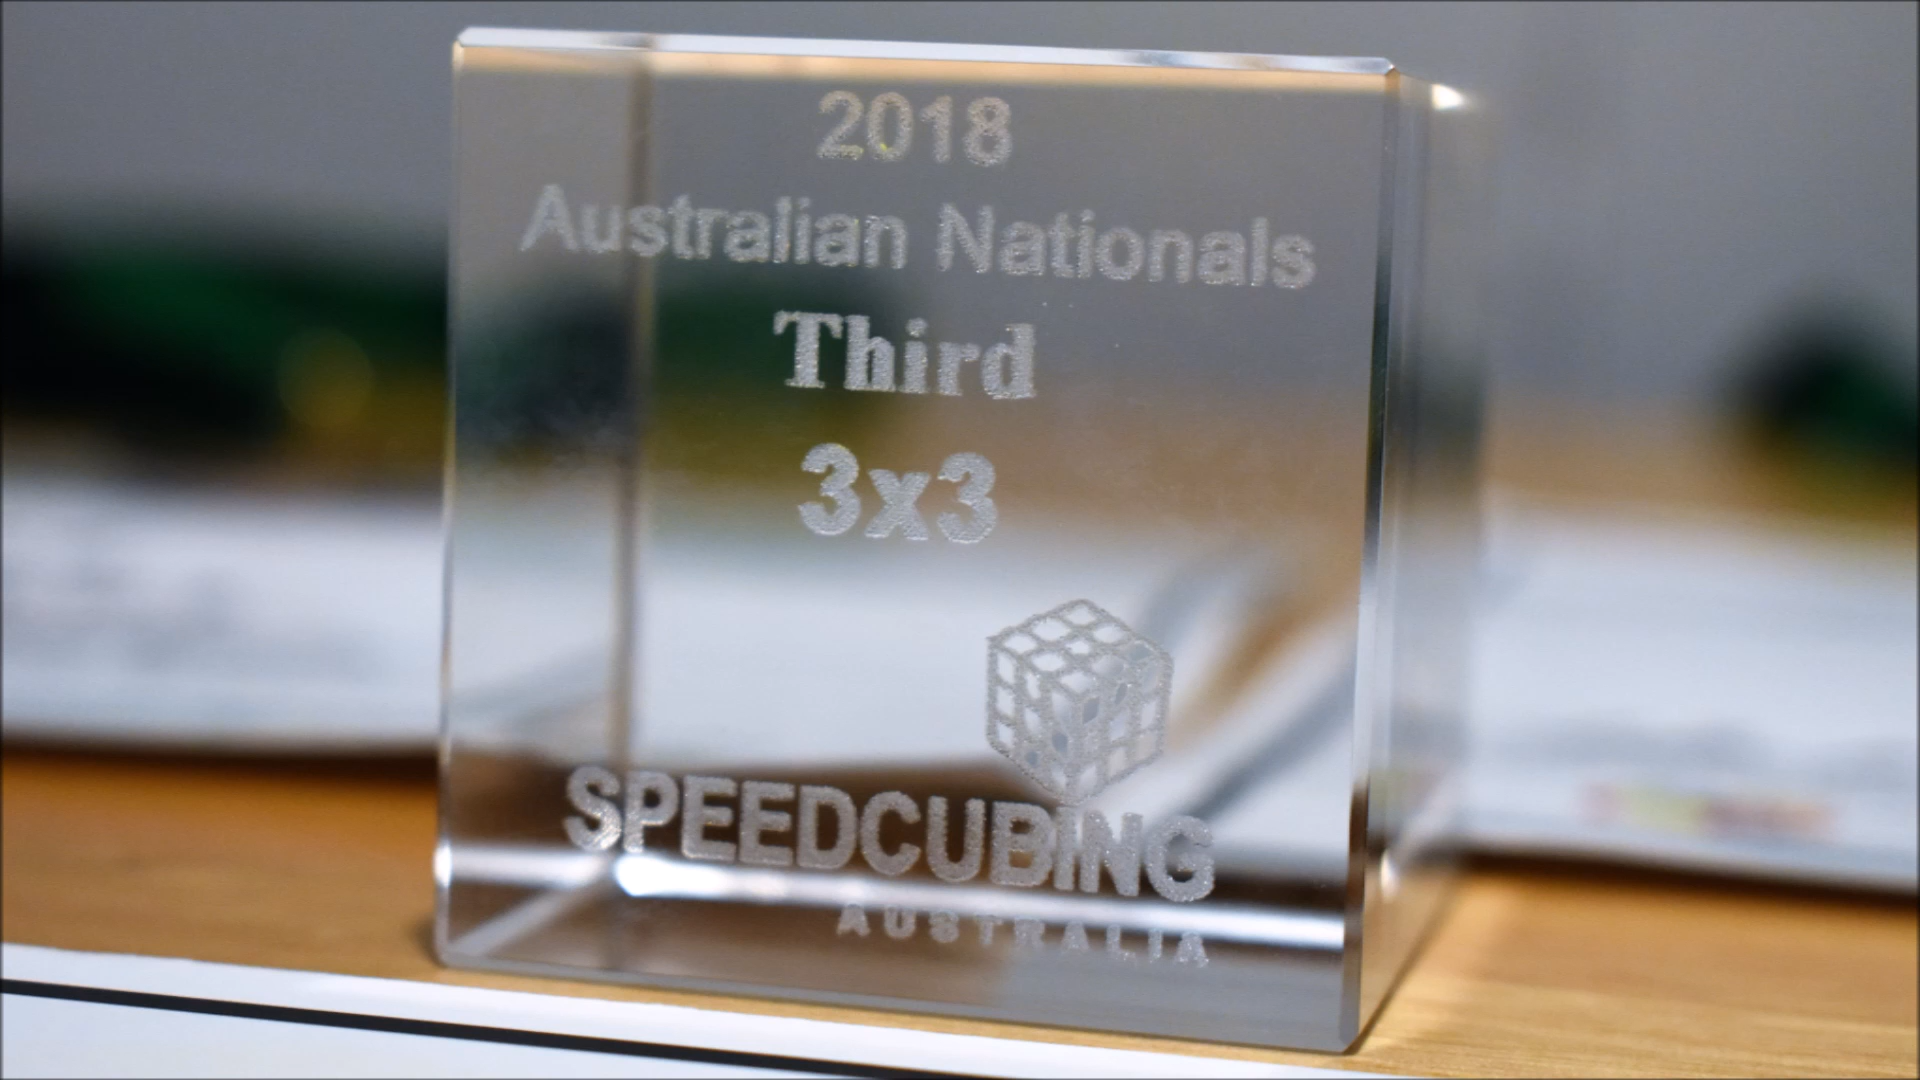 2018
Australian Nationals
Third
3x3
SPEEDCUBING
AUSTRALIA